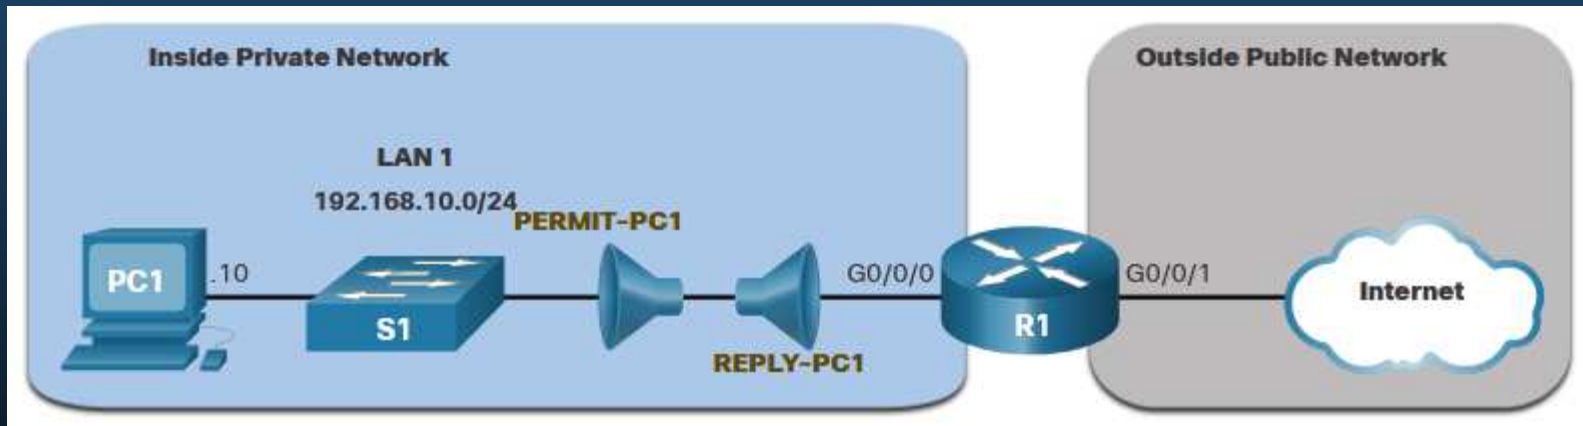 Inside Private Network
Outside Public Network
LAN 1
192.168.10.0/24
PERMIT-PC1
PC1
.10
S1
G0/0/0
R1
G0/0/1
Internet
REPLY-PC1